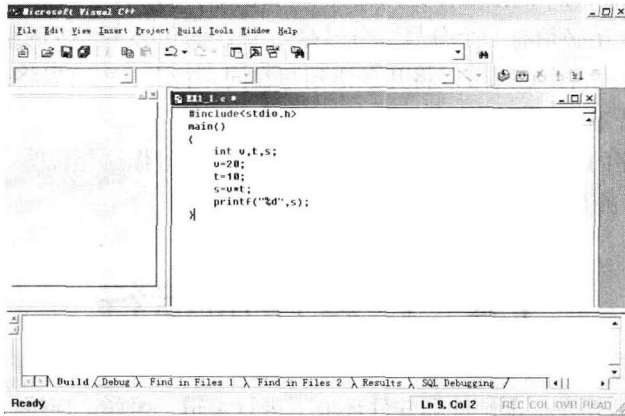 Microsoft Visual C++
File Edit View Insert Project Build Tools Window Help
EX1_1.c *
#include<stdio.h>
main()
{
int v,t,s;
v=20;
t=10;
s=v*t;
printf("%d",s);
}
Build Debug Find in Files 1 Find in Files 2 Results SQL Debugging
Ready
Ln 9, Col 2 REC COL OVR READ